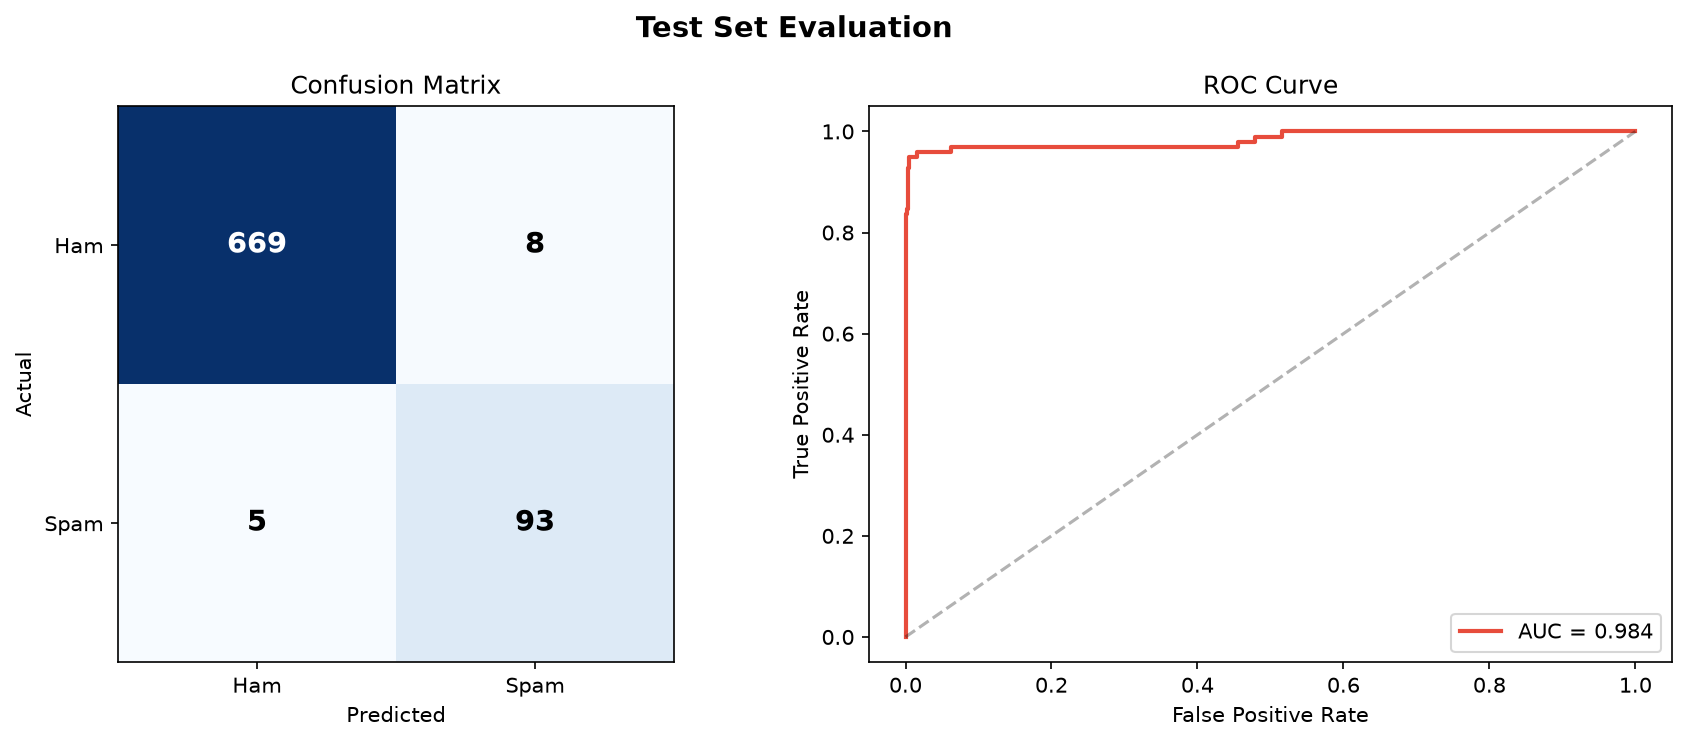 Test Set Evaluation
Confusion Matrix
Actual
Ham
669
8
Spam
5
93
Ham
Spam
Predicted
ROC Curve
True Positive Rate
1.0
0.8
0.6
0.4
0.2
0.0
AUC = 0.984
0.0
0.2
0.4
0.6
0.8
1.0
False Positive Rate